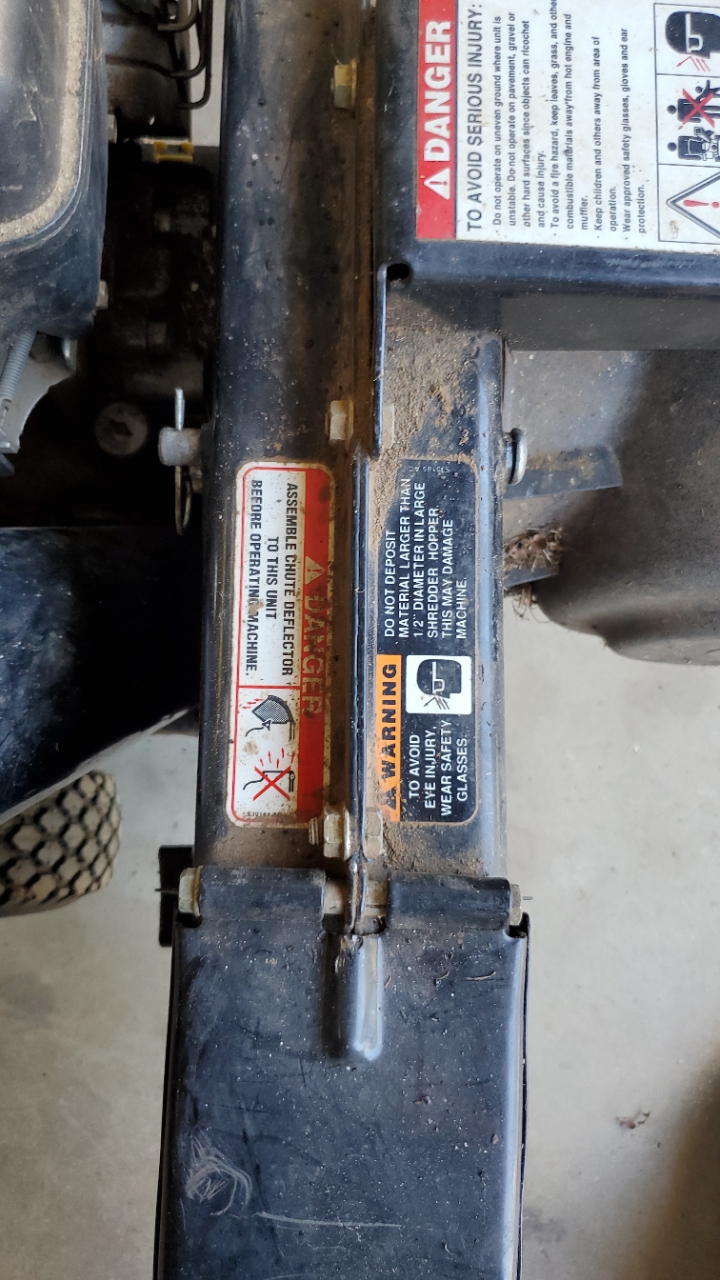 DANGER
TO AVOID SERIOUS INJURY:
Do not operate on uneven ground where unit is
unstable. Do not operate on pavement, gravel or
other hard surfaces since objects can ricochet
and cause injury.
· To avoid a fire hazard, keep leaves, grass, and other
combustible materials away from hot engine and
muffler.
· Keep children and others away from area of
operation.
· Wear approved safety glasses, gloves and ear
protection.
DANGER
ASSEMBLE CHUTE DEFLECTOR
TO THIS UNIT
BEFORE OPERATING MACHINE.
DO NOT DEPOSIT
MATERIAL LARGER THAN
1/2" DIAMETER IN LARGE
SHREDDER HOPPER.
THIS MAY DAMAGE
MACHINE.
WARNING
TO AVOID
EYE INJURY,
WEAR SAFETY
GLASSES.